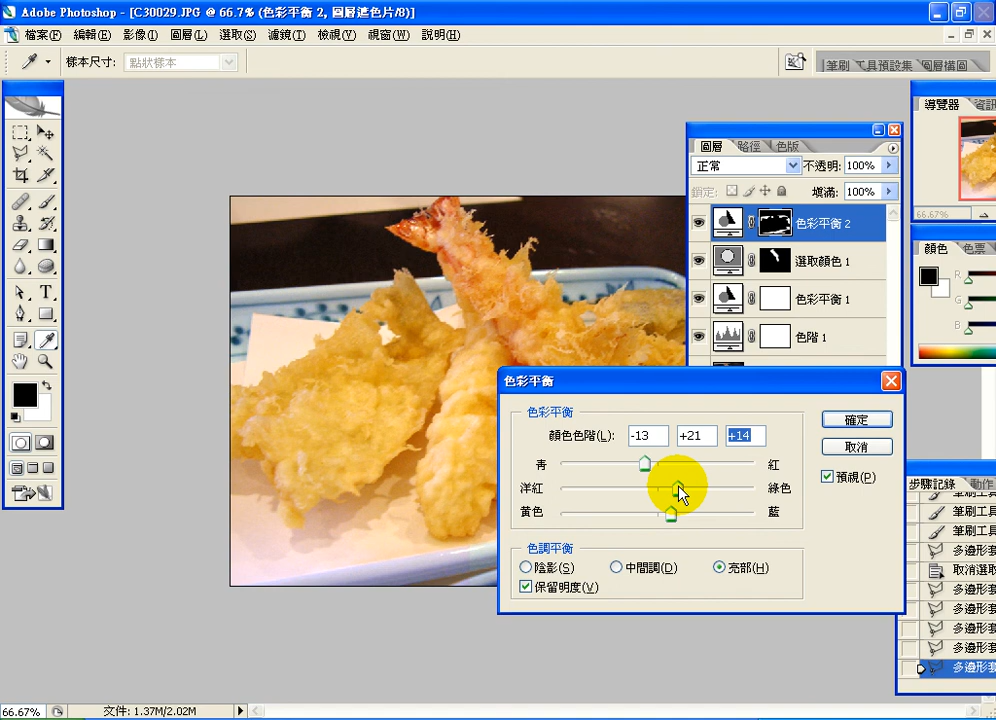 Adobe Photoshop - [C30029.JPG @ 66.7% (色彩平衡 2, 圖層遮色片/8)]
檔案(F) 編輯(E) 影像(I) 圖層(L) 選取(S) 濾鏡(T) 檢視(V) 視窗(W) 說明(H)
樣本尺寸: 點狀樣本
筆刷 工具預設集 圖層構圖
導覽器 資訊
圖層 路徑 色版
正常 不透明: 100%
鎖定: 填滿: 100%
66.67%
色彩平衡 2
顏色 色票
選取顏色 1
R
色彩平衡 1
G
B
色階 1
色彩平衡
色彩平衡
確定
顏色色階(L): -13 +21 +14
取消
青 紅
預視(P)
洋紅 綠色
步驟記錄 動作
黃色 藍
筆刷工具
筆刷工具
色調平衡
多邊形套
陰影(S) 中間調(D) 亮部(H)
取消選取
保留明度(V)
多邊形套
多邊形套
多邊形套
多邊形套
多邊形套
66.67% 文件: 1.37M/2.02M